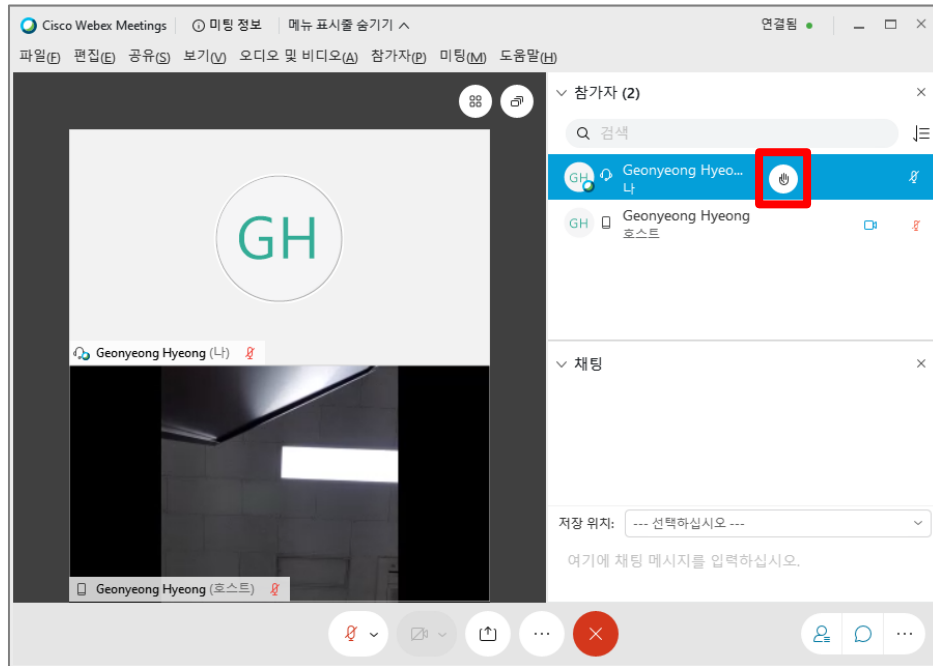 Cisco Webex Meetings 미팅 정보 메뉴 표시줄 숨기기 연결됨
파일(F) 편집(E) 공유(S) 보기(V) 오디오 및 비디오(A) 참가자(P) 미팅(M) 도움말(H)
참가자 (2)
검색
GH Geonyeong Hyeo...
나
GH Geonyeong Hyeong
호스트
GH
Geonyeong Hyeong (나)
채팅
저장 위치: --- 선택하십시오 ---
여기에 채팅 메시지를 입력하십시오.
Geonyeong Hyeong (호스트)